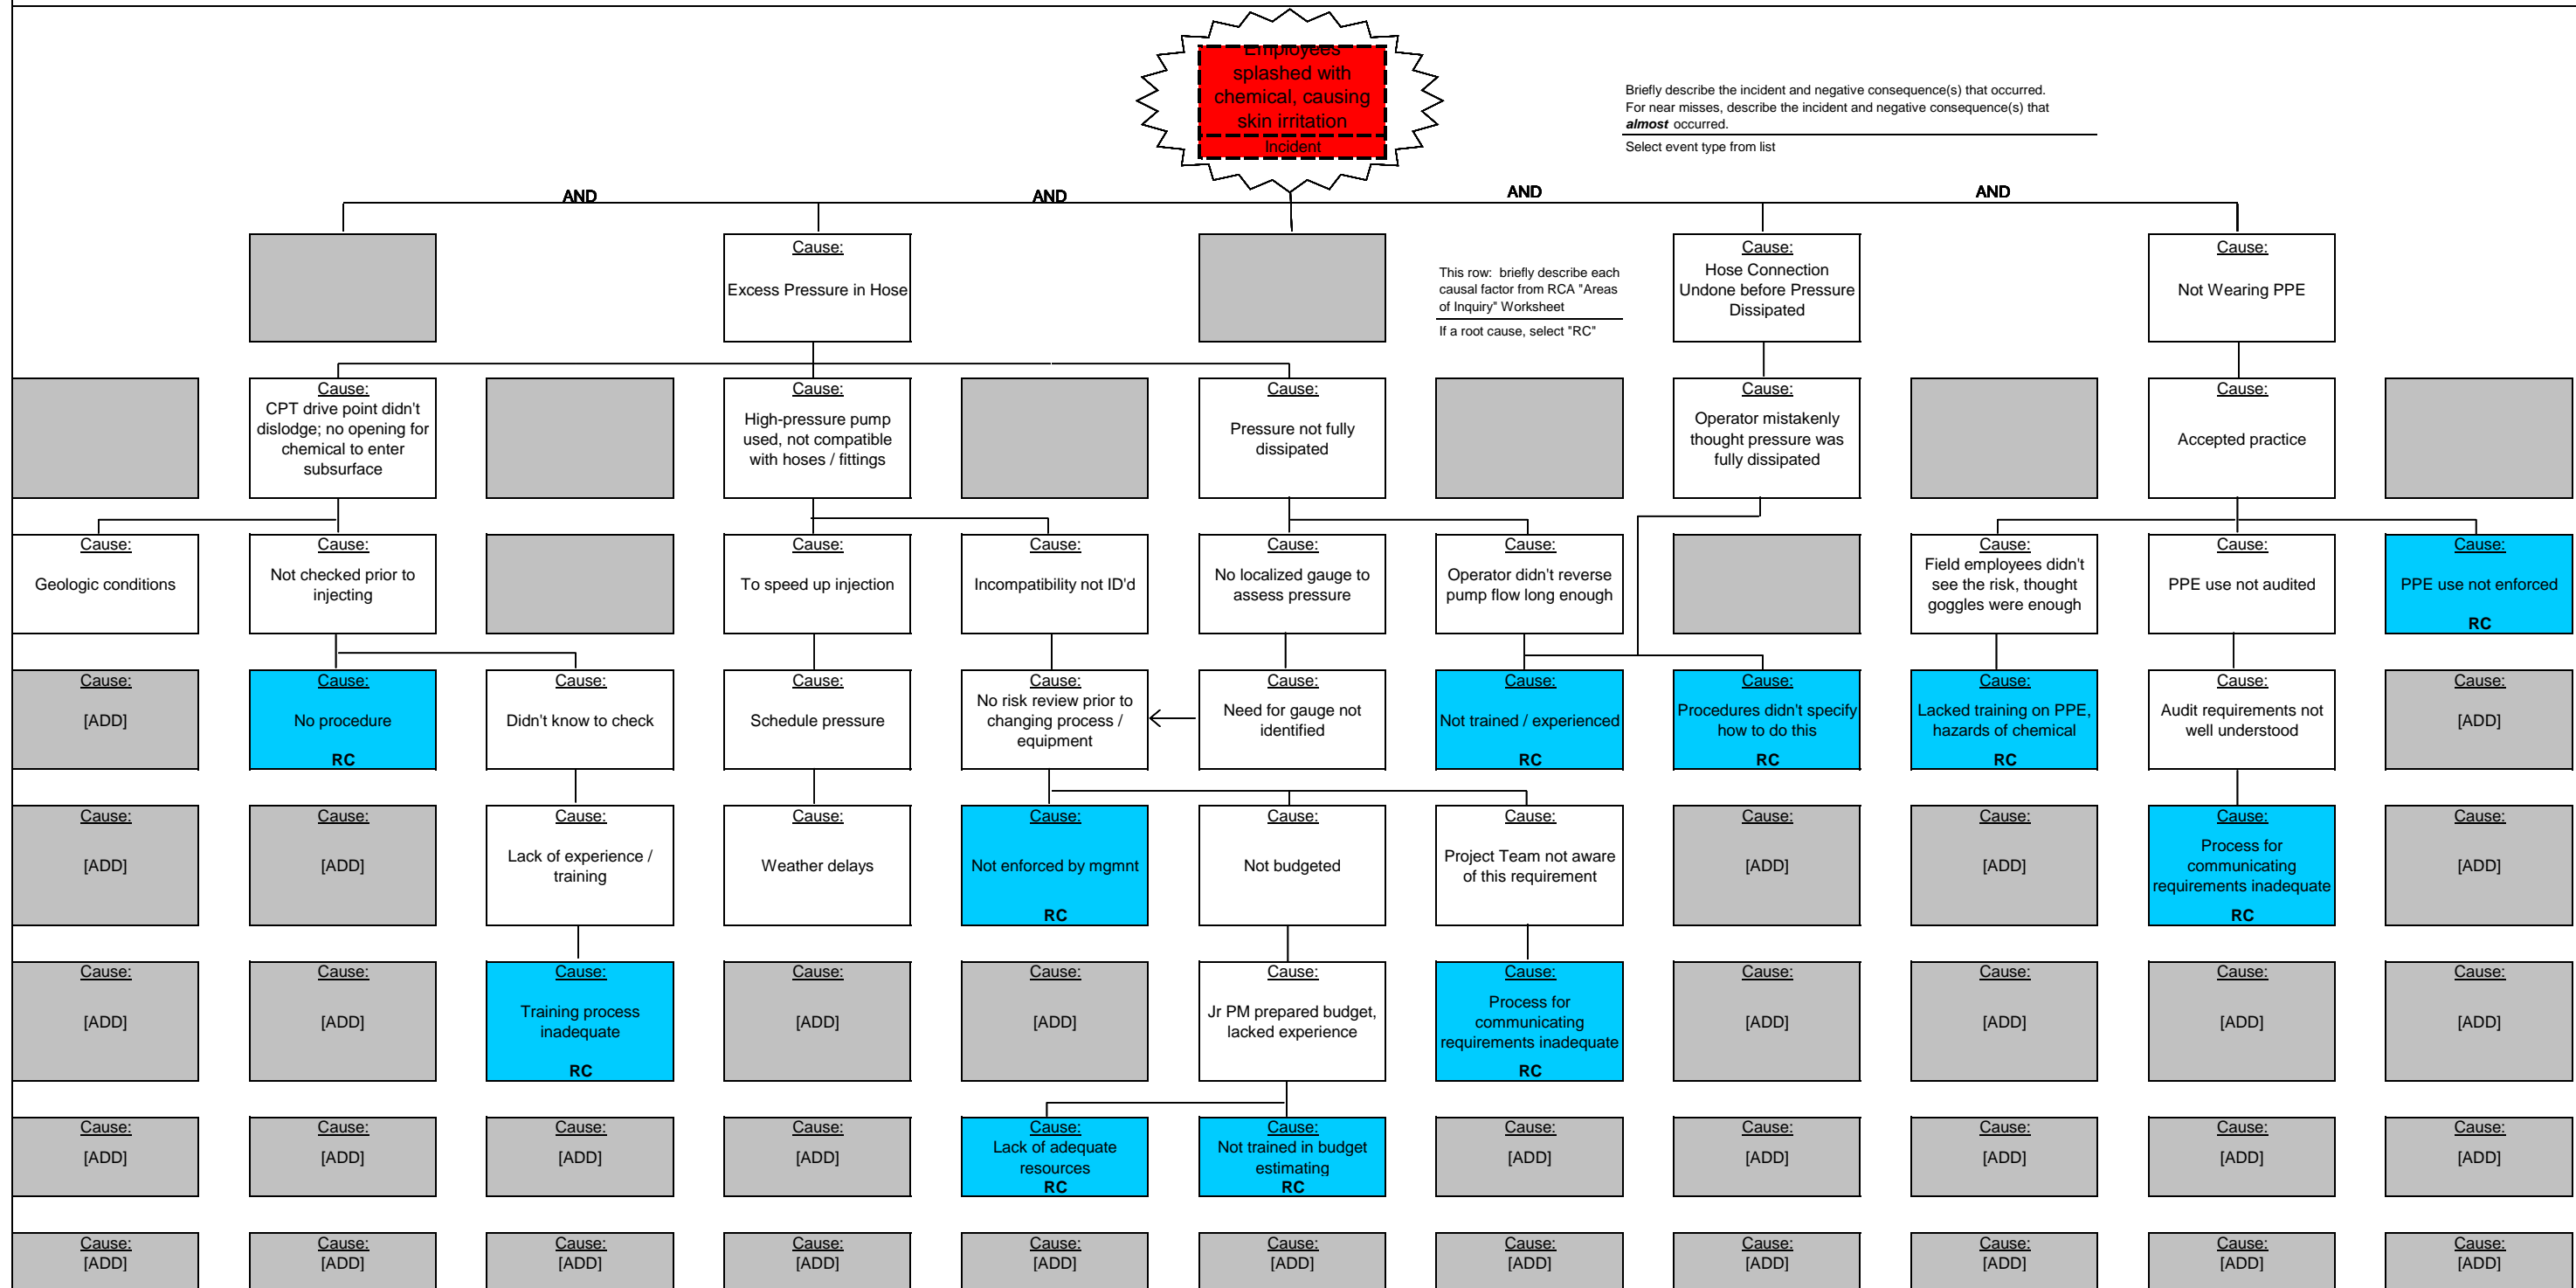 Employees
splashed with
chemical, causing
skin irritation
Incident
Briefly describe the incident and negative consequence(s) that occurred.
For near misses, describe the incident and negative consequence(s) that
almost occurred.
Select event type from list
AND
AND
AND
AND
Cause:
Excess Pressure in Hose
This row: briefly describe each
causal factor from RCA "Areas
of Inquiry" Worksheet
If a root cause, select "RC"
Cause:
Hose Connection
Undone before Pressure
Dissipated
Cause:
Not Wearing PPE
Cause:
CPT drive point didn't
dislodge; no opening for
chemical to enter
subsurface
Cause:
High-pressure pump
used, not compatible
with hoses / fittings
Cause:
Pressure not fully
dissipated
Cause:
Operator mistakenly
thought pressure was
fully dissipated
Cause:
Accepted practice
Cause:
Geologic conditions
Cause:
Not checked prior to
injecting
Cause:
To speed up injection
Cause:
Incompatibility not ID'd
Cause:
No localized gauge to
assess pressure
Cause:
Operator didn't reverse
pump flow long enough
Cause:
Field employees didn't
see the risk, thought
goggles were enough
Cause:
PPE use not audited
Cause:
PPE use not enforced
RC
Cause:
[ADD]
Cause:
No procedure
RC
Cause:
Didn't know to check
Cause:
Schedule pressure
Cause:
No risk review prior to
changing process /
equipment
Cause:
Need for gauge not
identified
Cause:
Not trained / experienced
RC
Cause:
Procedures didn't specify
how to do this
RC
Cause:
Lacked training on PPE,
hazards of chemical
RC
Cause:
Audit requirements not
well understood
Cause:
[ADD]
Cause:
[ADD]
Cause:
[ADD]
Cause:
Lack of experience /
training
Cause:
Weather delays
Cause:
Not enforced by mgmnt
RC
Cause:
Not budgeted
Cause:
Project Team not aware
of this requirement
Cause:
[ADD]
Cause:
[ADD]
Cause:
Process for
communicating
requirements inadequate
RC
Cause:
[ADD]
Cause:
[ADD]
Cause:
[ADD]
Cause:
Training process
inadequate
RC
Cause:
[ADD]
Cause:
[ADD]
Cause:
Jr PM prepared budget,
lacked experience
Cause:
Process for
communicating
requirements inadequate
RC
Cause:
[ADD]
Cause:
[ADD]
Cause:
[ADD]
Cause:
[ADD]
Cause:
[ADD]
Cause:
[ADD]
Cause:
[ADD]
Cause:
[ADD]
Cause:
Lack of adequate
resources
RC
Cause:
Not trained in budget
estimating
RC
Cause:
[ADD]
Cause:
[ADD]
Cause:
[ADD]
Cause:
[ADD]
Cause:
[ADD]
Cause:
[ADD]
Cause:
[ADD]
Cause:
[ADD]
Cause:
[ADD]
Cause:
[ADD]
Cause:
[ADD]
Cause:
[ADD]
Cause:
[ADD]
Cause:
[ADD]
Cause:
[ADD]
Cause:
[ADD]